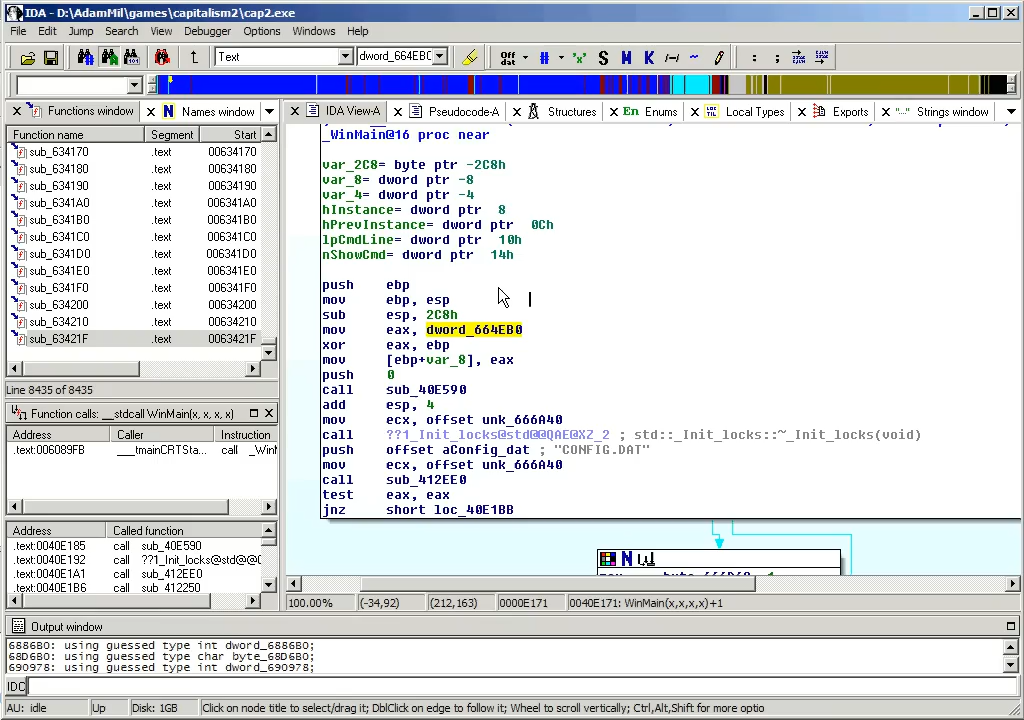 IDA - D:\AdamMil\games\capitalism2\cap2.exe
File Edit Jump Search View Debugger Options Windows Help
Text dword_664EB0 Off dat # 'x' S M K
Functions window Names window IDA View-A Pseudocode-A Structures En Enums Local Types Exports Strings window
Function name Segment Start
sub_634170 .text 00634170
sub_634180 .text 00634180
sub_634190 .text 00634190
sub_6341A0 .text 006341A0
sub_6341B0 .text 006341B0
sub_6341C0 .text 006341C0
sub_6341D0 .text 006341D0
sub_6341E0 .text 006341E0
sub_6341F0 .text 006341F0
sub_634200 .text 00634200
sub_634210 .text 00634210
sub_63421F .text 0063421F
Line 8435 of 8435
Function calls: __stdcall WinMain(x, x, x, x)
Address Caller Instruction
.text:006089FB ___tmainCRTSta... call _WinM
Address Called function
.text:0040E185 call sub_40E590
.text:0040E192 call ??1_Init_locks@std@@Q
.text:0040E1A1 call sub_412EE0
.text:0040E1B6 call sub_412250
_WinMain@16 proc near
var_2C8= byte ptr -2C8h
var_8= dword ptr -8
var_4= dword ptr -4
hInstance= dword ptr 8
hPrevInstance= dword ptr 0Ch
lpCmdLine= dword ptr 10h
nShowCmd= dword ptr 14h
push ebp
mov ebp, esp
sub esp, 2C8h
mov eax, dword_664EB0
xor eax, ebp
mov [ebp+var_8], eax
push 0
call sub_40E590
add esp, 4
mov ecx, offset unk_666A40
call ??1_Init_locks@std@@QAE@XZ_2 ; std::_Init_locks::~_Init_locks(void)
push offset aConfig_dat ; "CONFIG.DAT"
mov ecx, offset unk_666A40
call sub_412EE0
test eax, eax
jnz short loc_40E1BB
100.00% (-34,92) (212,163) 0000E171 0040E171: WinMain(x,x,x,x)+1
Output window
6886B0: using guessed type int dword_6886B0;
68D6B0: using guessed type char byte_68D6B0;
690978: using guessed type int dword_690978;
IDC
AU: idle Up Disk: 1GB Click on node title to select/drag it; DblClick on edge to follow it; Wheel to scroll vertically; Ctrl,Alt,Shift for more optio